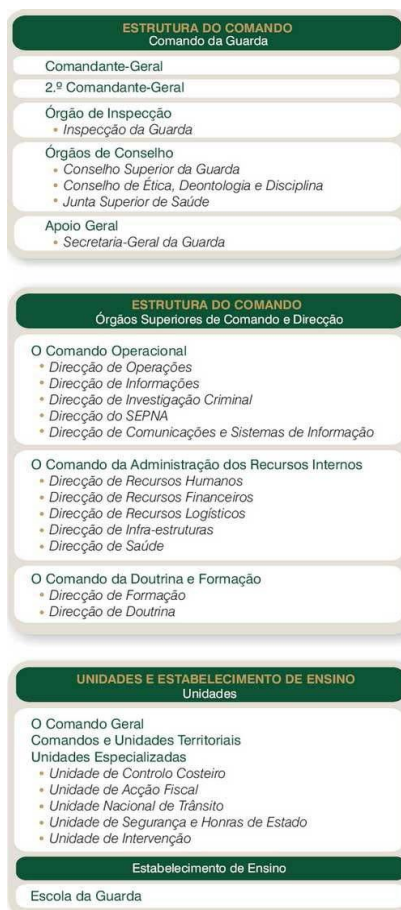 ESTRUTURA DO COMANDO
Comando da Guarda
Comandante-Geral
2.º Comandante-Geral
Órgão de Inspecção
• Inspecção da Guarda
Órgãos de Conselho
• Conselho Superior da Guarda
• Conselho de Ética, Deontologia e Disciplina
• Junta Superior de Saúde
Apoio Geral
• Secretaria-Geral da Guarda
ESTRUTURA DO COMANDO
Órgãos Superiores de Comando e Direcção
O Comando Operacional
• Direcção de Operações
• Direcção de Informações
• Direcção de Investigação Criminal
• Direcção do SEPNA
• Direcção de Comunicações e Sistemas de Informação
O Comando da Administração dos Recursos Internos
• Direcção de Recursos Humanos
• Direcção de Recursos Financeiros
• Direcção de Recursos Logísticos
• Direcção de Infra-estruturas
• Direcção de Saúde
O Comando da Doutrina e Formação
• Direcção de Formação
• Direcção de Doutrina
UNIDADES E ESTABELECIMENTO DE ENSINO
Unidades
O Comando Geral
Comandos e Unidades Territoriais
Unidades Especializadas
• Unidade de Controlo Costeiro
• Unidade de Acção Fiscal
• Unidade Nacional de Trânsito
• Unidade de Segurança e Honras de Estado
• Unidade de Intervenção
Estabelecimento de Ensino
Escola da Guarda